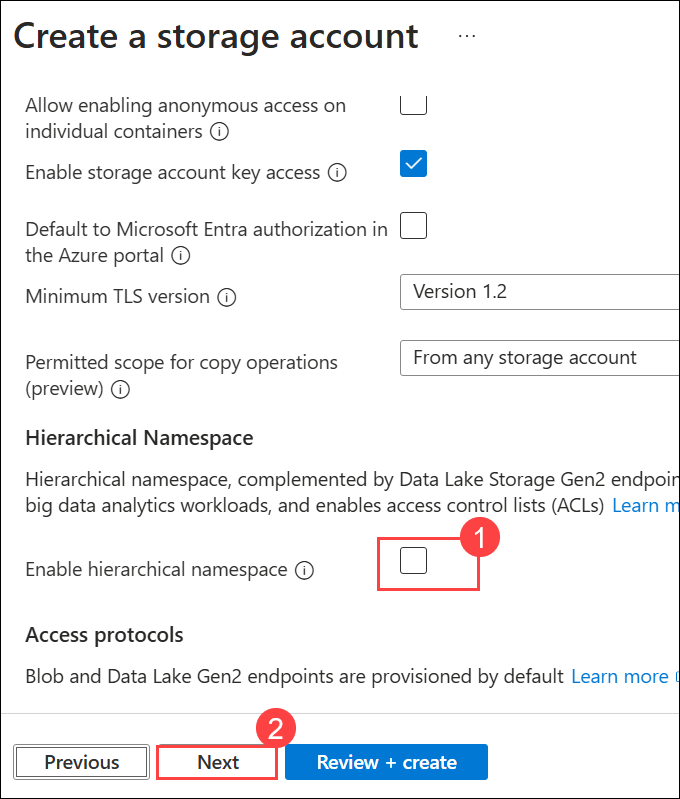 Create a storage account ...
Allow enabling anonymous access on
individual containers
Enable storage account key access
Default to Microsoft Entra authorization in
the Azure portal
Minimum TLS version
Version 1.2
Permitted scope for copy operations
(preview)
From any storage account
Hierarchical Namespace
Hierarchical namespace, complemented by Data Lake Storage Gen2 endpoin
big data analytics workloads, and enables access control lists (ACLs) Learn m
1
Enable hierarchical namespace
Access protocols
Blob and Data Lake Gen2 endpoints are provisioned by default Learn more
2
Previous
Next
Review + create